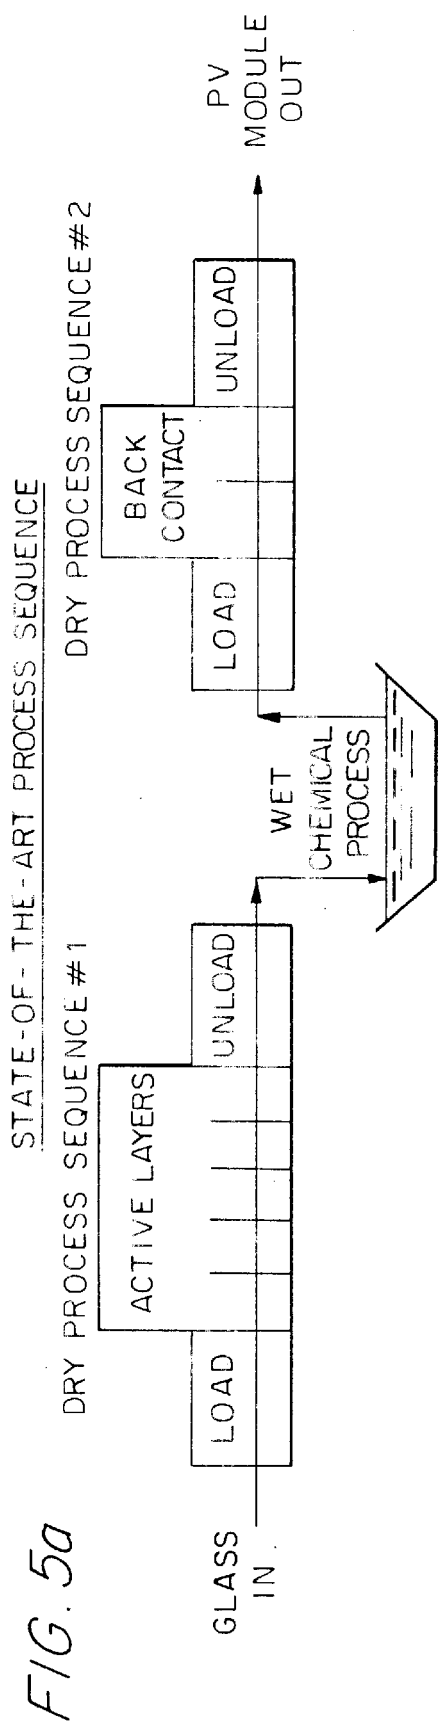 FIG. 5a
STATE-OF-THE-ART PROCESS SEQUENCE
DRY PROCESS SEQUENCE #1
DRY PROCESS SEQUENCE #2
GLASS
IN
LOAD
ACTIVE LAYERS
UNLOAD
WET
CHEMICAL
PROCESS
LOAD
BACK
CONTACT
UNLOAD
PV
MODULE
OUT